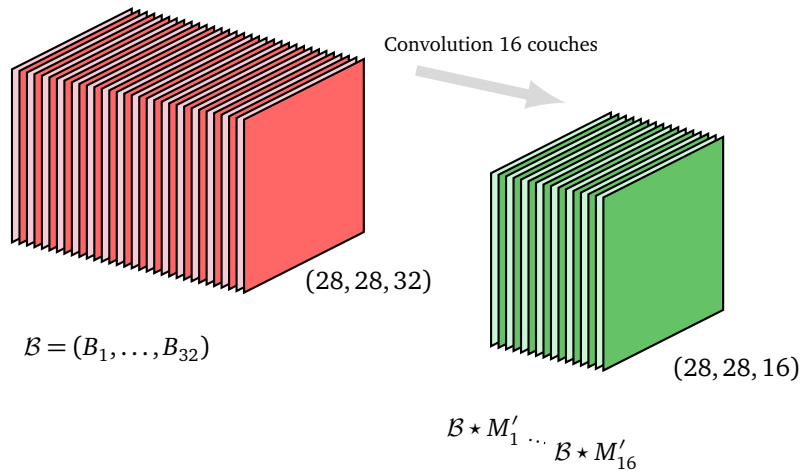 Convolution 16 couches
(28, 28, 32)
ℬ = (B₁, . . . , B₃₂)
(28, 28, 16)
ℬ ⋆ M′₁ ... ℬ ⋆ M′₁₆